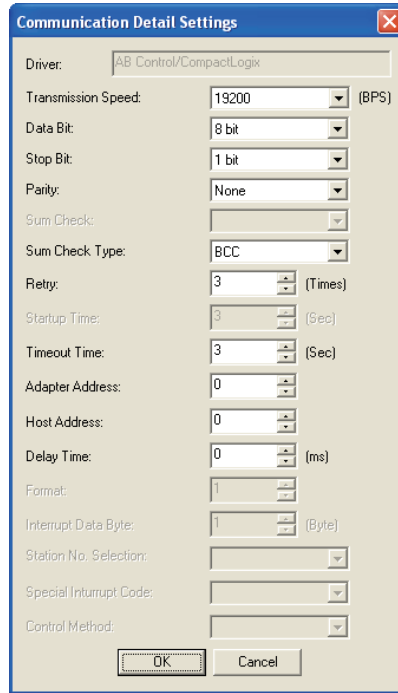 Communication Detail Settings
Driver: AB Control/CompactLogix
Transmission Speed: 19200 (BPS)
Data Bit: 8 bit
Stop Bit: 1 bit
Parity: None
Sum Check:
Sum Check Type: BCC
Retry: 3 (Times)
Startup Time: 3 (Sec)
Timeout Time: 3 (Sec)
Adapter Address: 0
Host Address: 0
Delay Time: 0 (ms)
Format: 1
Interrupt Data Byte: 1 (Byte)
Station No. Selection:
Special Inturrupt Code:
Control Method:
OK Cancel